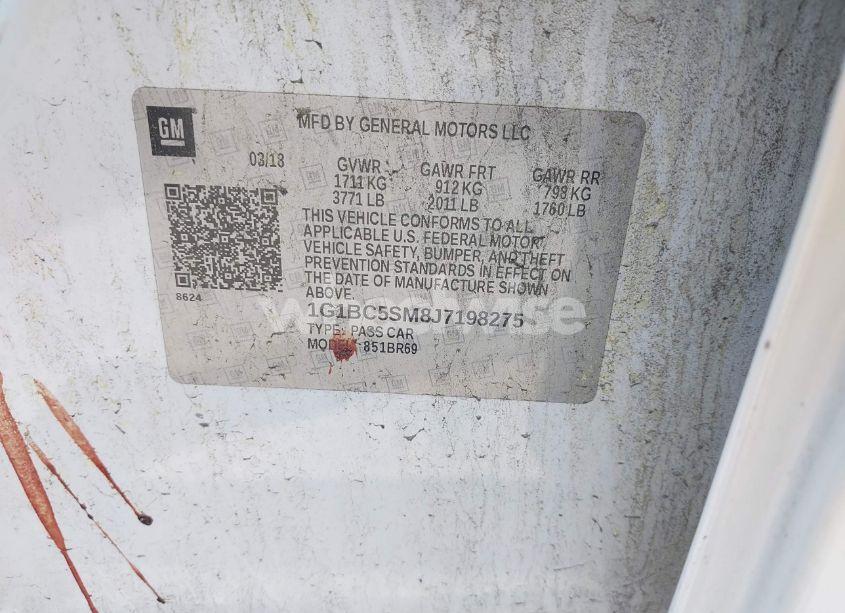 GM
MFD BY GENERAL MOTORS LLC
03/18 GVWR GAWR FRT GAWR RR
1711 KG 912 KG 798 KG
3771 LB 2011 LB 1760 LB
THIS VEHICLE CONFORMS TO ALL
APPLICABLE U.S. FEDERAL MOTOR
VEHICLE SAFETY, BUMPER, AND THEFT
PREVENTION STANDARDS IN EFFECT ON
THE DATE OF MANUFACTURE SHOWN
ABOVE.
8624
1G1BC5SM8J7198275
TYPE: PASS CAR
MODEL: 851BR69